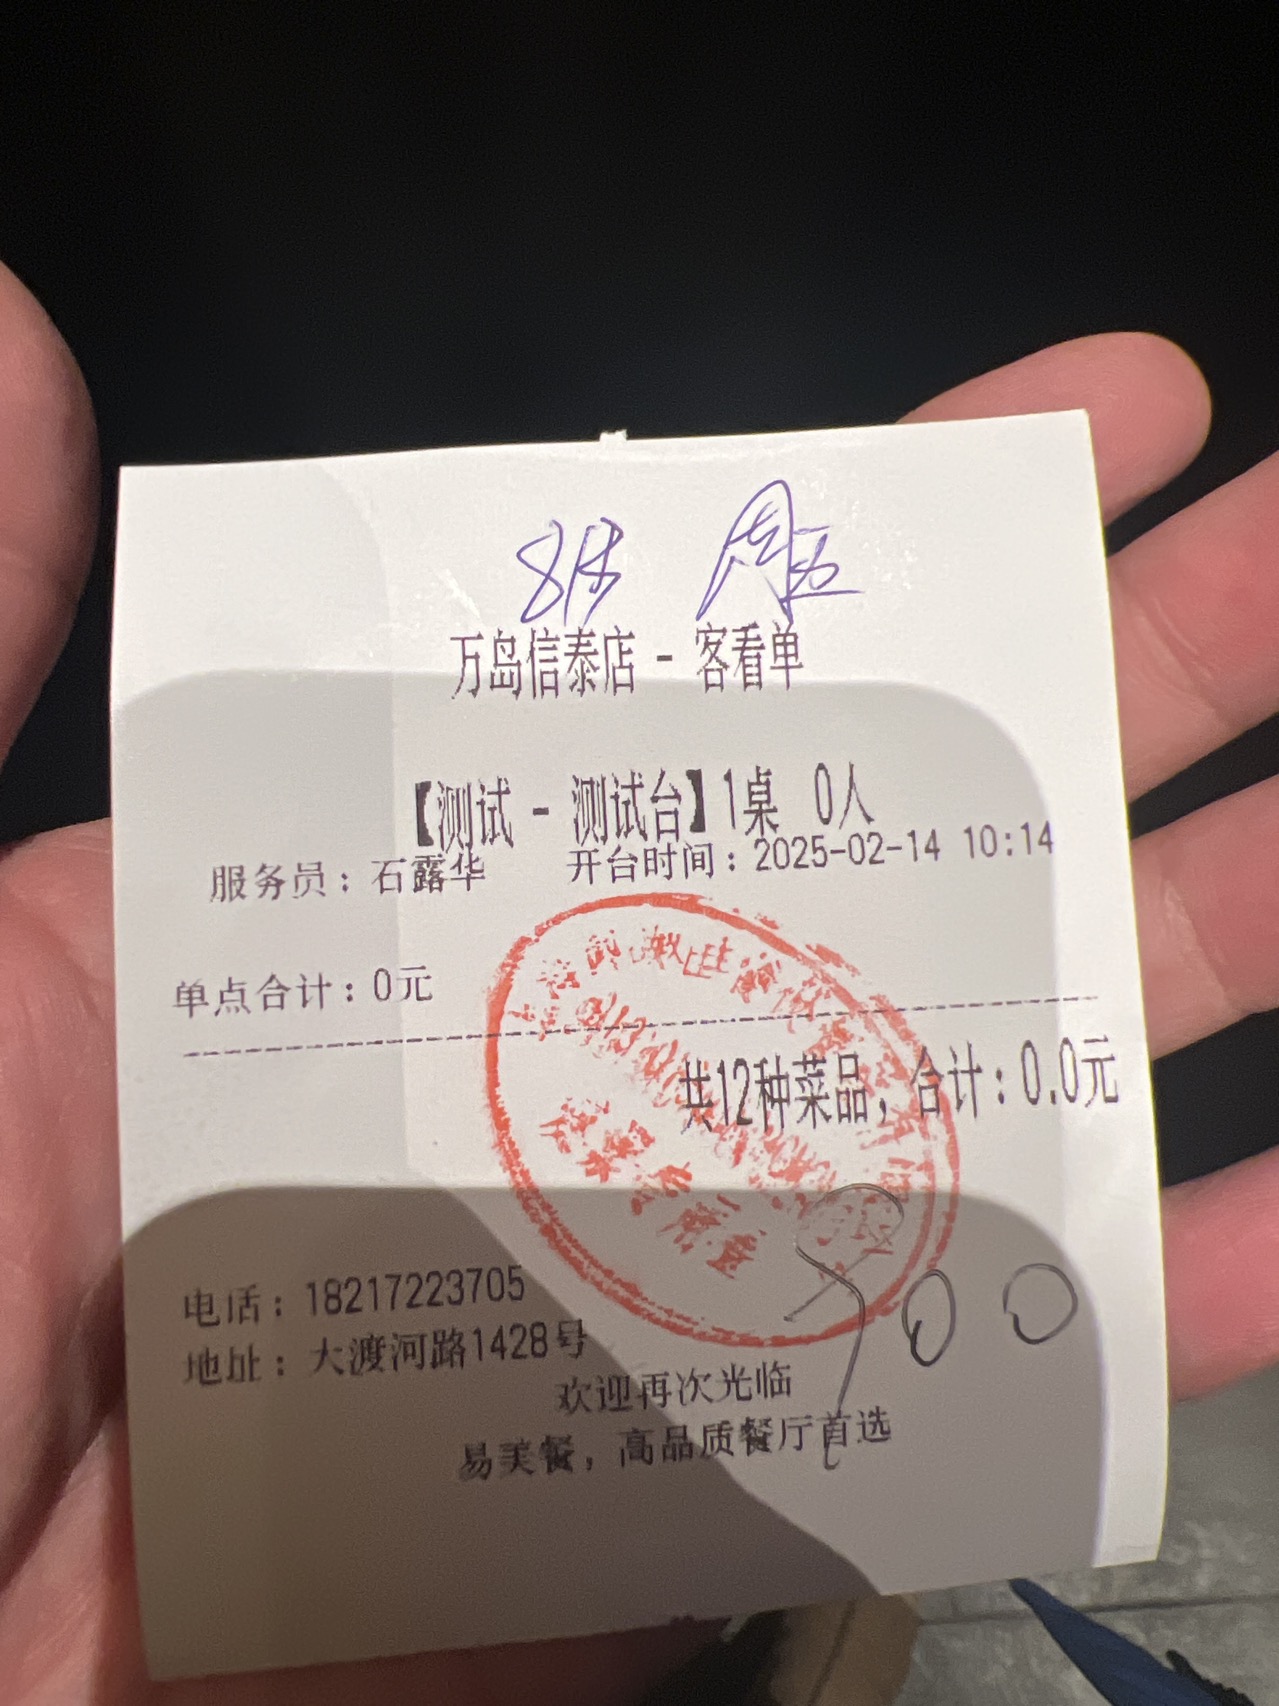 周五
万岛信泰店 - 客看单
【测试 - 测试台】1桌 0人
服务员：石露华 开台时间：2025-02-14 10:14
单点合计：0元
共12种菜品，合计：0.0元
电话：18217223705
地址：大渡河路1428号
00
欢迎再次光临
易美餐，高品质餐厅首选